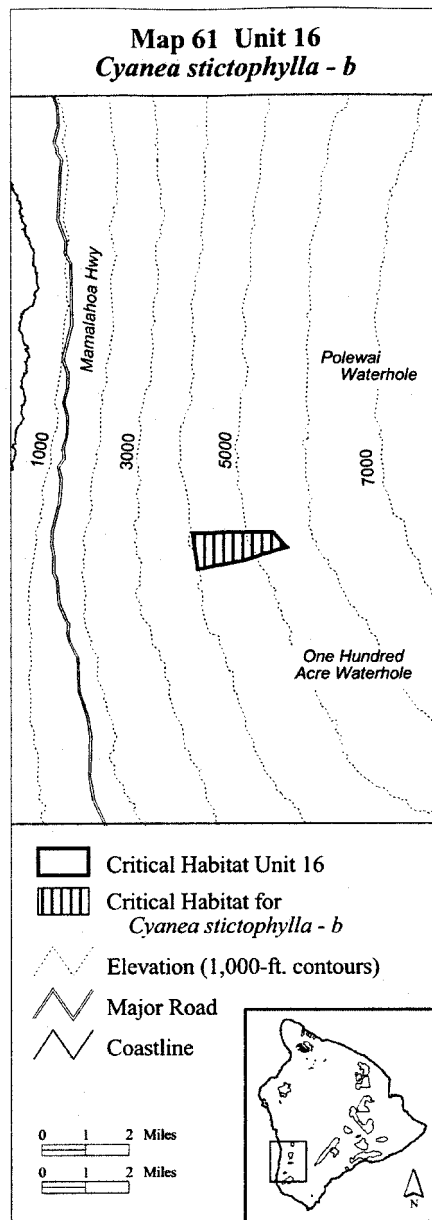 Map 61 Unit 16
Cyanea stictophylla - b
Mamalahoa Hwy
Polewai
Waterhole
1000
3000
5000
7000
One Hundred
Acre Waterhole
Critical Habitat Unit 16
Critical Habitat for
Cyanea stictophylla - b
Elevation (1,000-ft. contours)
Major Road
Coastline
0 1 2 Miles
0 1 2 Miles
N